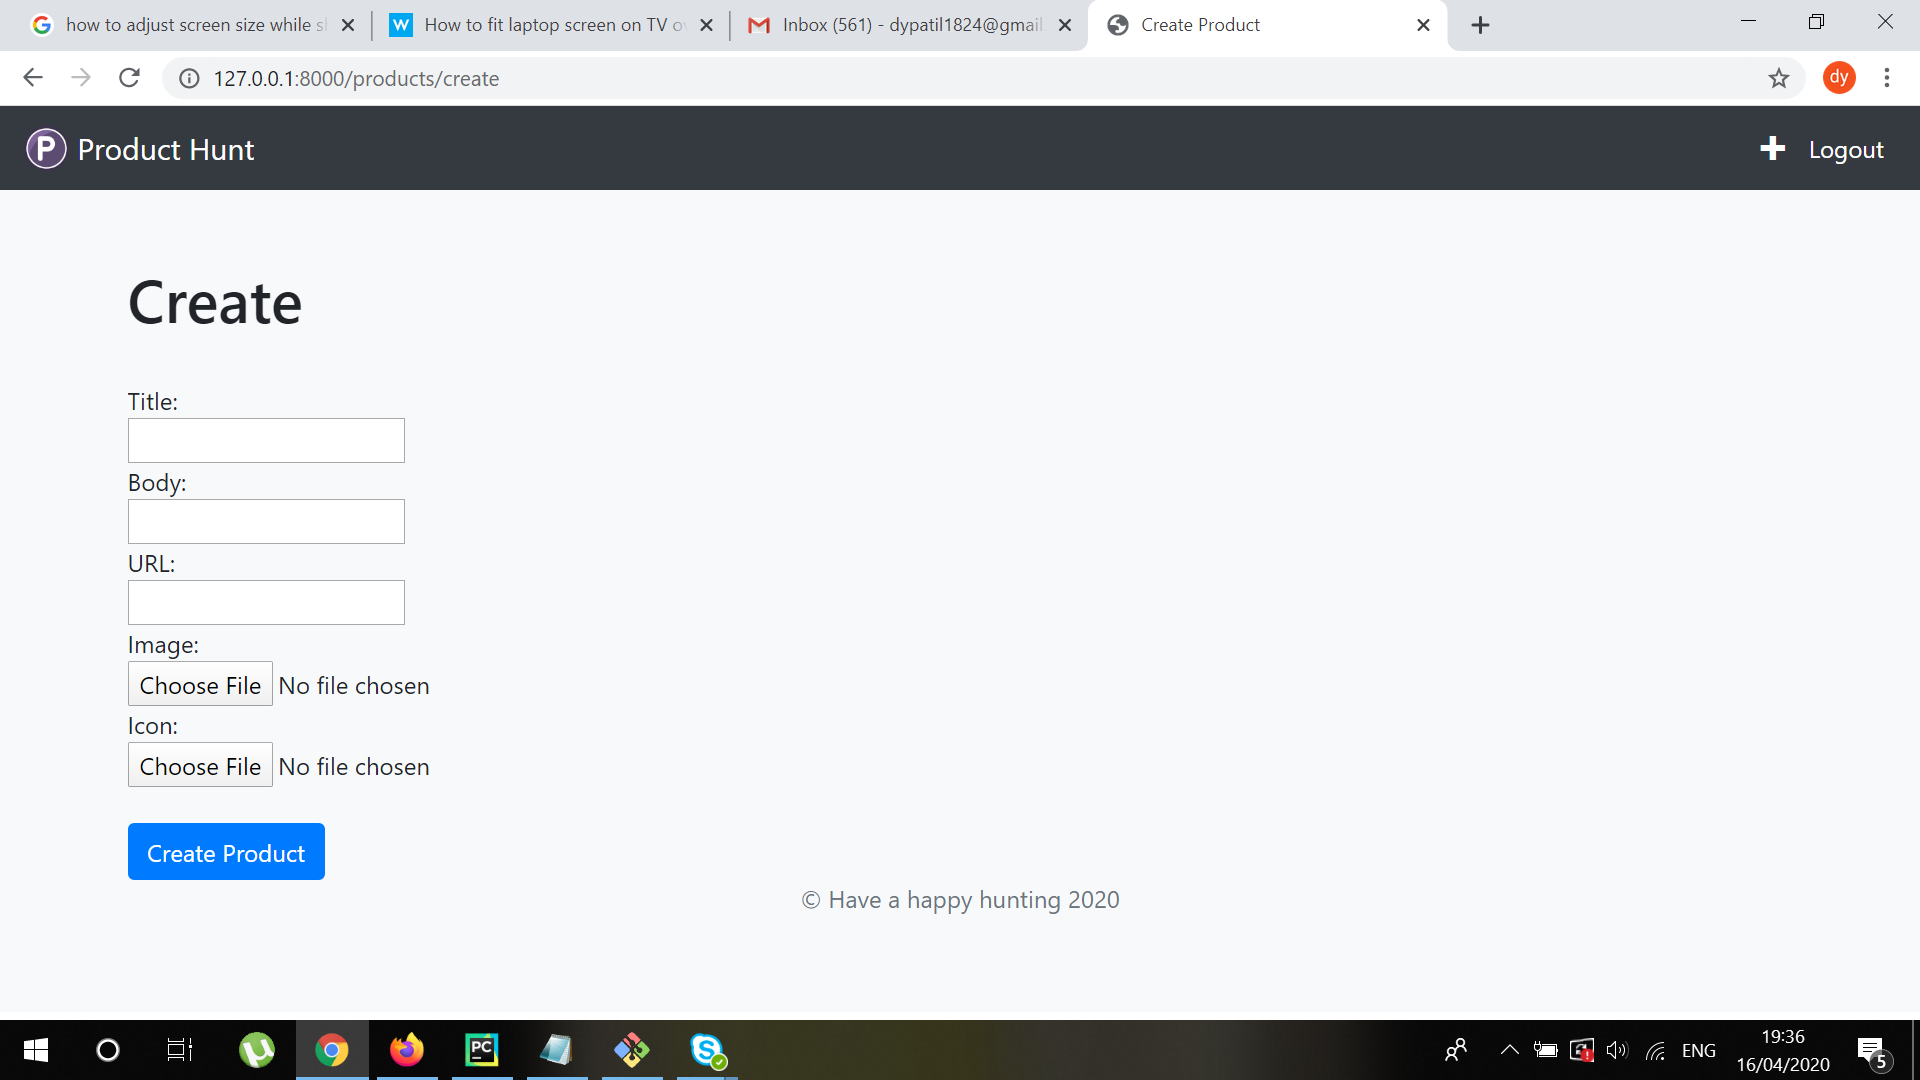 how to adjust screen size while s
How to fit laptop screen on TV o
Inbox (561) - dypatil1824@gmail
Create Product
127.0.0.1:8000/products/create
dy
P Product Hunt
Logout
Create
Title:
Body:
URL:
Image:
Choose File No file chosen
Icon:
Choose File No file chosen
Create Product
© Have a happy hunting 2020
PC
ENG
19:36
16/04/2020
5